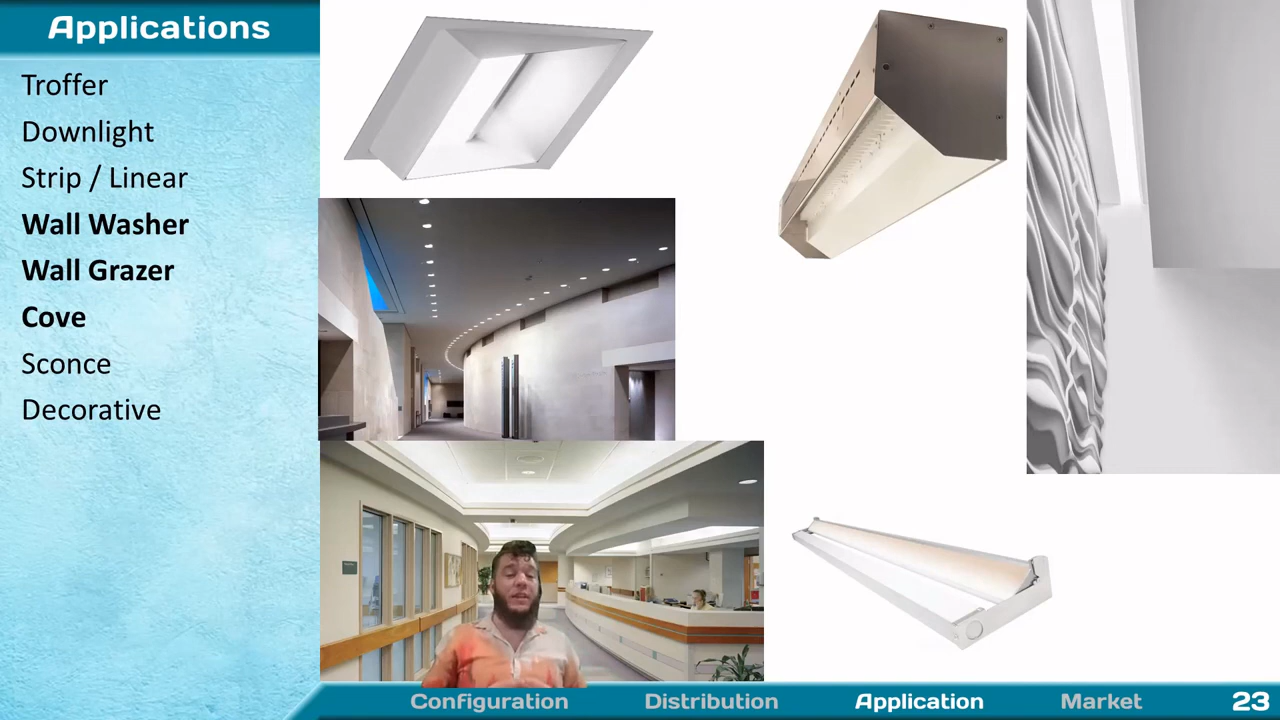 Applications
Troffer
Downlight
Strip / Linear
Wall Washer
Wall Grazer
Cove
Sconce
Decorative
Configuration Distribution Application Market 23